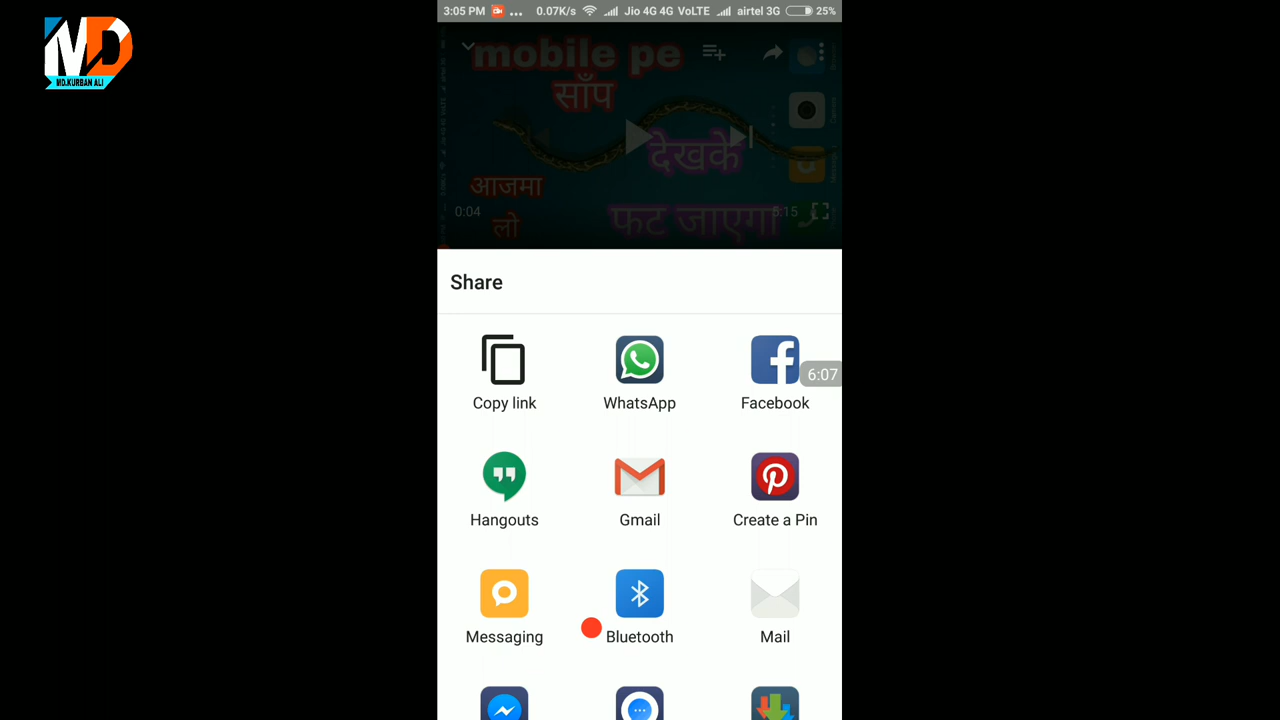 MD
MD.KURBAN ALI
3:05 PM ... 0.07K/s Jio 4G 4G VoLTE airtel 3G 25%
mobile pe
साँप
देखके
आजमा
लो
फट जाएगा
0:04
5:15
Share
Copy link
WhatsApp
Facebook
6:07
Hangouts
Gmail
Create a Pin
Messaging
Bluetooth
Mail